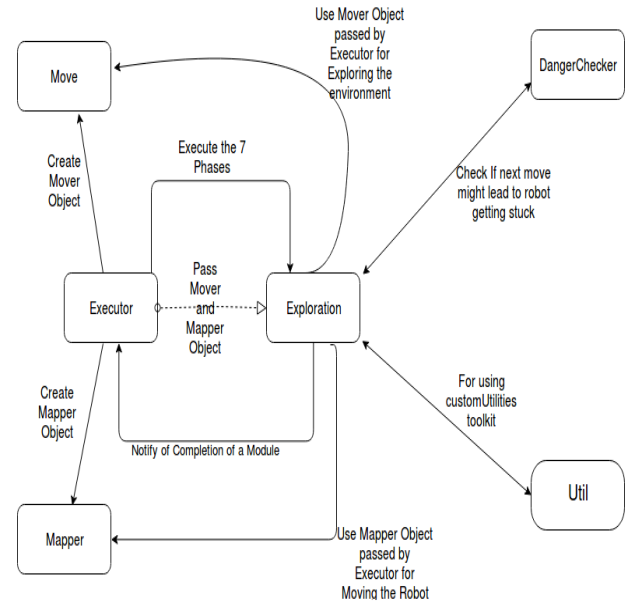 Use Mover Object
passed by
Executor for
Exploring the
environment
Move
DangerChecker
Execute the 7
Phases
Create
Mover
Object
Check If next move
might lead to robot
getting stuck
Pass
Mover
and
Mapper
Object
Executor
Exploration
For using
customUtilities
toolkit
Create
Mapper
Object
Notify of Completion of a Module
Util
Mapper
Use Mapper Object
passed by
Executor for
Moving the Robot